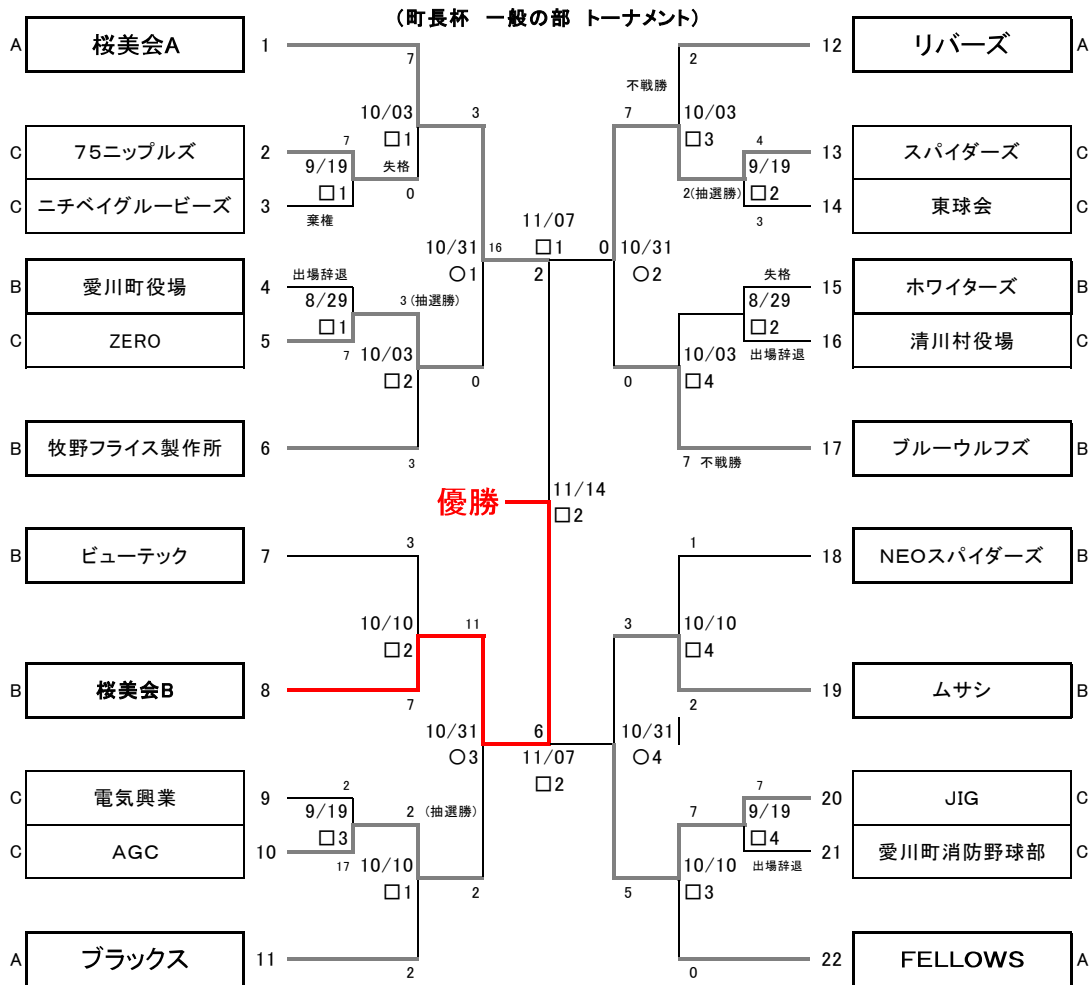 (町長杯 一般の部 トーナメント)
A 桜美会A 1
7
10/03
□1
3
C 75ニップルズ 2
7
9/19
□1
失格
0
C ニチベイグルービーズ 3
棄権
10/31
○1
16
11/07
□1
2
B 愛川町役場 4
出場辞退
8/29
□1
3 (抽選勝)
C ZERO 5
7
10/03
□2
0
B 牧野フライス製作所 6
3
優勝
11/14
□2
B ビューテック 7
3
10/10
□2
11
B 桜美会B 8
7
10/31
○3
6
11/07
□2
C 電気興業 9
2
9/19
□3
2 (抽選勝)
C AGC 10
17
10/10
□1
2
A ブラックス 11
2
12 リバーズ A
2
不戦勝
7
10/03
□3
13 スパイダーズ C
4
9/19
□2
2(抽選勝)
14 東球会 C
3
0
10/31
○2
15 ホワイターズ B
失格
8/29
□2
16 清川村役場 C
出場辞退
10/03
□4
0
17 ブルーウルフズ B
7 不戦勝
18 NEOスパイダーズ B
1
3
10/10
□4
19 ムサシ B
2
10/31
○4
20 JIG C
7
7
9/19
□4
21 愛川町消防野球部 C
出場辞退
10/10
□3
5
22 FELLOWS A
0